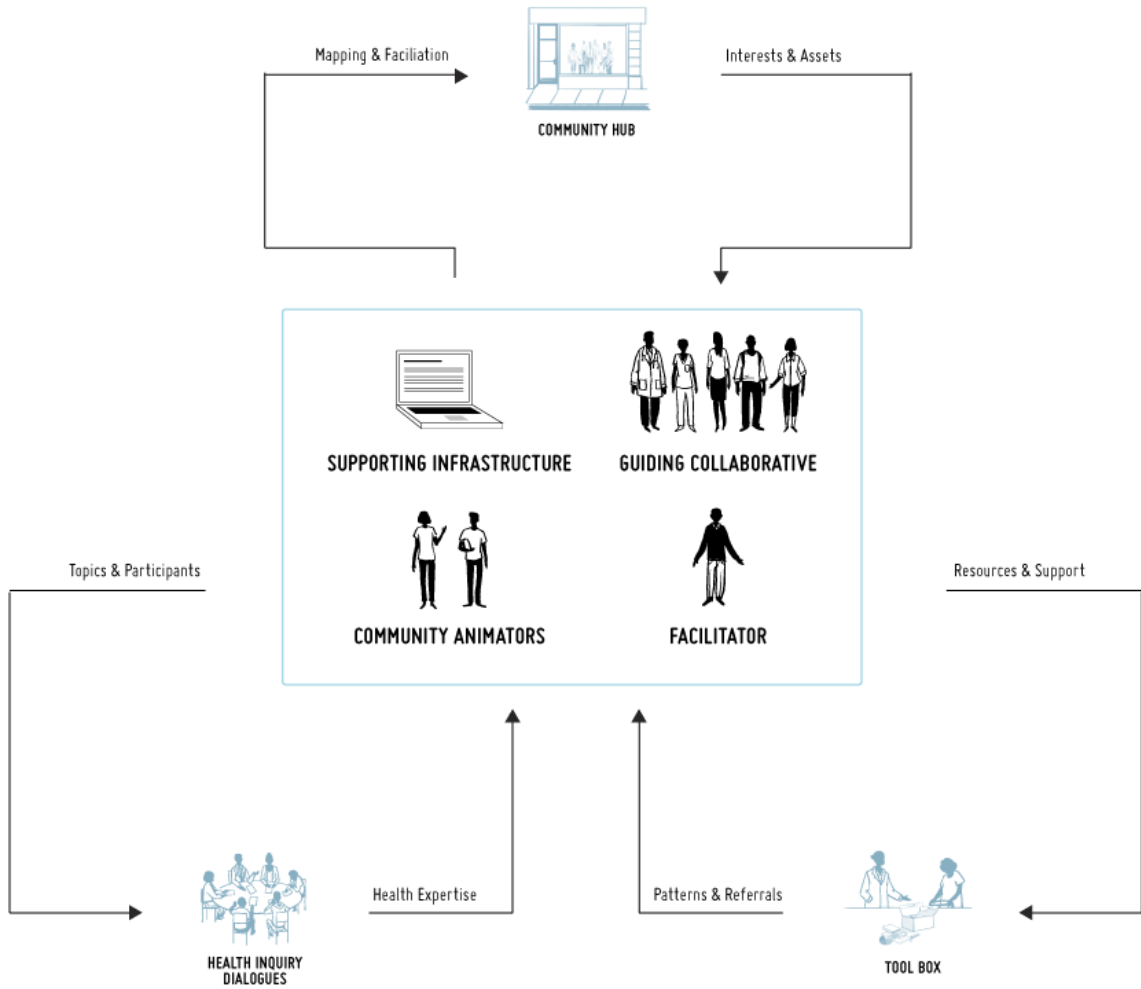 Mapping & Faciliation
Interests & Assets
COMMUNITY HUB
SUPPORTING INFRASTRUCTURE
GUIDING COLLABORATIVE
Topics & Participants
Resources & Support
COMMUNITY ANIMATORS
FACILITATOR
Health Expertise
Patterns & Referrals
HEALTH INQUIRY
DIALOGUES
TOOL BOX